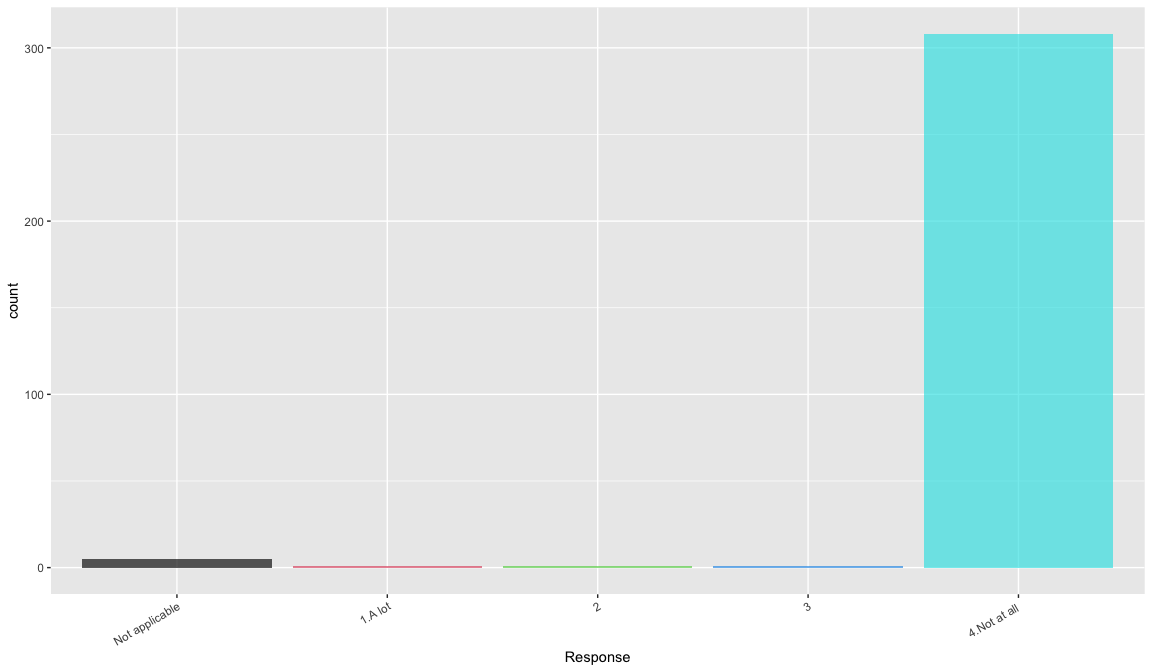 count
300
200
100
0
Not applicable
1.A lot
2
3
4.Not at all
Response